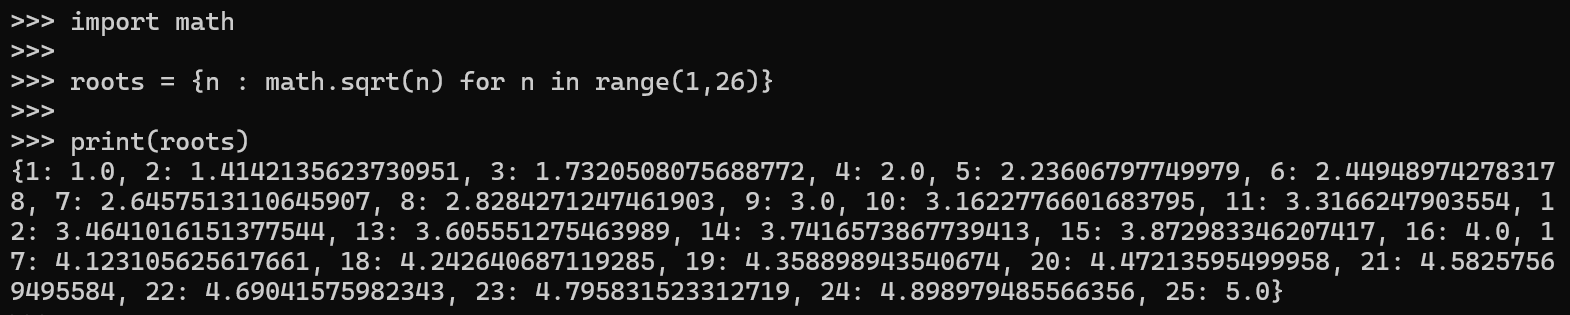 >>> import math
>>>
>>> roots = {n : math.sqrt(n) for n in range(1,26)}
>>>
>>> print(roots)
{1: 1.0, 2: 1.4142135623730951, 3: 1.7320508075688772, 4: 2.0, 5: 2.23606797749979, 6: 2.44948974278317
8, 7: 2.6457513110645907, 8: 2.8284271247461903, 9: 3.0, 10: 3.1622776601683795, 11: 3.3166247903554, 1
2: 3.4641016151377544, 13: 3.605551275463989, 14: 3.7416573867739413, 15: 3.872983346207417, 16: 4.0, 1
7: 4.123105625617661, 18: 4.242640687119285, 19: 4.358898943540674, 20: 4.47213595499958, 21: 4.5825756
9495584, 22: 4.69041575982343, 23: 4.795831523312719, 24: 4.898979485566356, 25: 5.0}